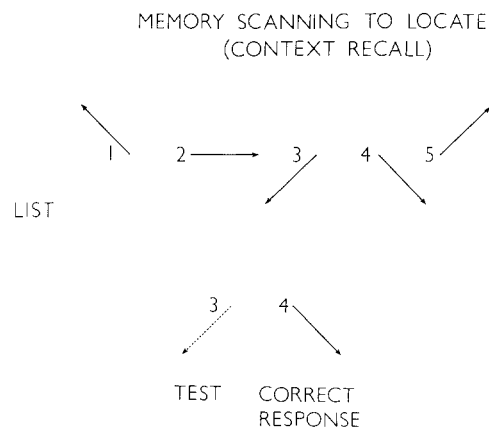 MEMORY SCANNING TO LOCATE
(CONTEXT RECALL)
1 2 3 4 5
LIST
3 4
TEST CORRECT
RESPONSE